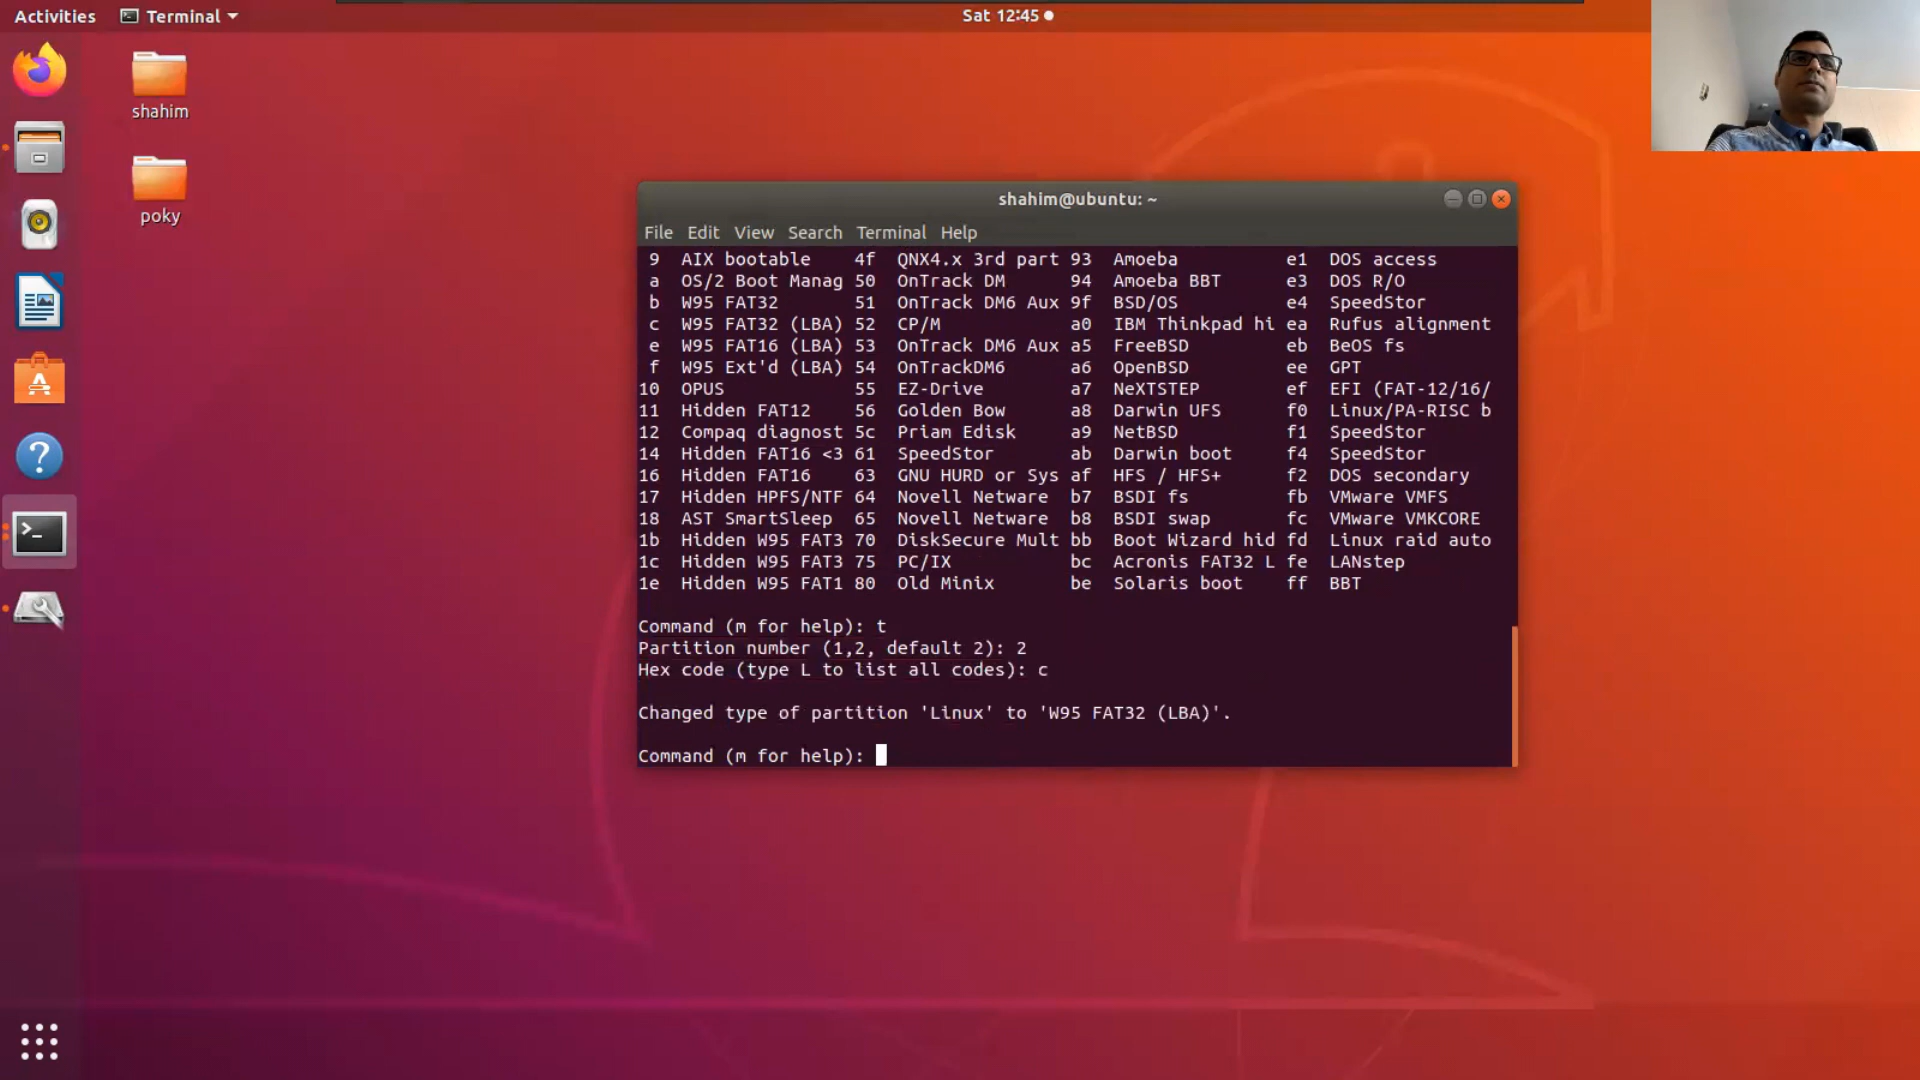 Activities
Terminal
Sat 12:45
shahim
poky
shahim@ubuntu: ~
File Edit View Search Terminal Help
9 AIX bootable 4f QNX4.x 3rd part 93 Amoeba e1 DOS access
a OS/2 Boot Manag 50 OnTrack DM 94 Amoeba BBT e3 DOS R/O
b W95 FAT32 51 OnTrack DM6 Aux 9f BSD/OS e4 SpeedStor
c W95 FAT32 (LBA) 52 CP/M a0 IBM Thinkpad hi ea Rufus alignment
e W95 FAT16 (LBA) 53 OnTrack DM6 Aux a5 FreeBSD eb BeOS fs
f W95 Ext'd (LBA) 54 OnTrackDM6 a6 OpenBSD ee GPT
10 OPUS 55 EZ-Drive a7 NeXTSTEP ef EFI (FAT-12/16/
11 Hidden FAT12 56 Golden Bow a8 Darwin UFS f0 Linux/PA-RISC b
12 Compaq diagnost 5c Priam Edisk a9 NetBSD f1 SpeedStor
14 Hidden FAT16 <3 61 SpeedStor ab Darwin boot f4 SpeedStor
16 Hidden FAT16 63 GNU HURD or Sys af HFS / HFS+ f2 DOS secondary
17 Hidden HPFS/NTF 64 Novell Netware b7 BSDI fs fb VMware VMFS
18 AST SmartSleep 65 Novell Netware b8 BSDI swap fc VMware VMKCORE
1b Hidden W95 FAT3 70 DiskSecure Mult bb Boot Wizard hid fd Linux raid auto
1c Hidden W95 FAT3 75 PC/IX bc Acronis FAT32 L fe LANstep
1e Hidden W95 FAT1 80 Old Minix be Solaris boot ff BBT
Command (m for help): t
Partition number (1,2, default 2): 2
Hex code (type L to list all codes): c
Changed type of partition 'Linux' to 'W95 FAT32 (LBA)'.
Command (m for help):